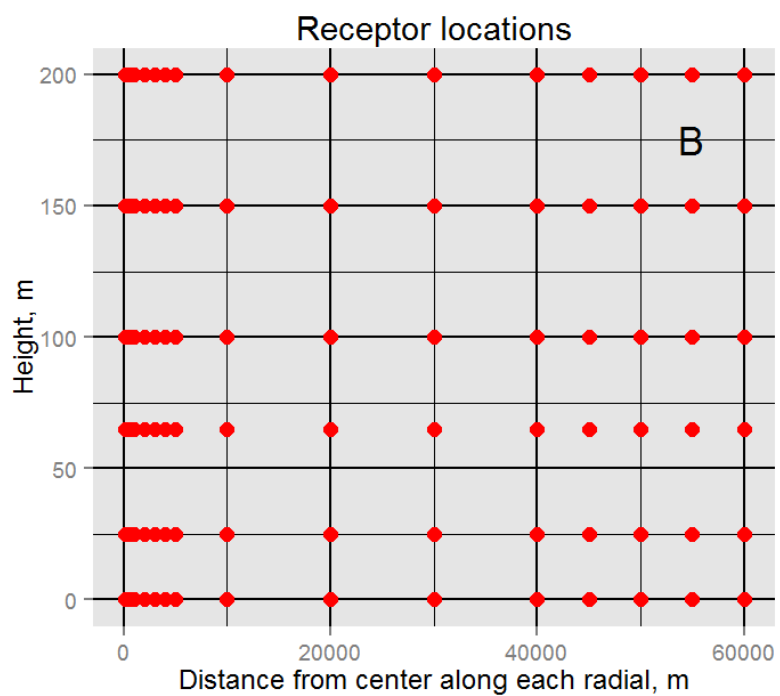 Receptor locations
200
B
150
Height, m
100
50
0
0 20000 40000 60000
Distance from center along each radial, m